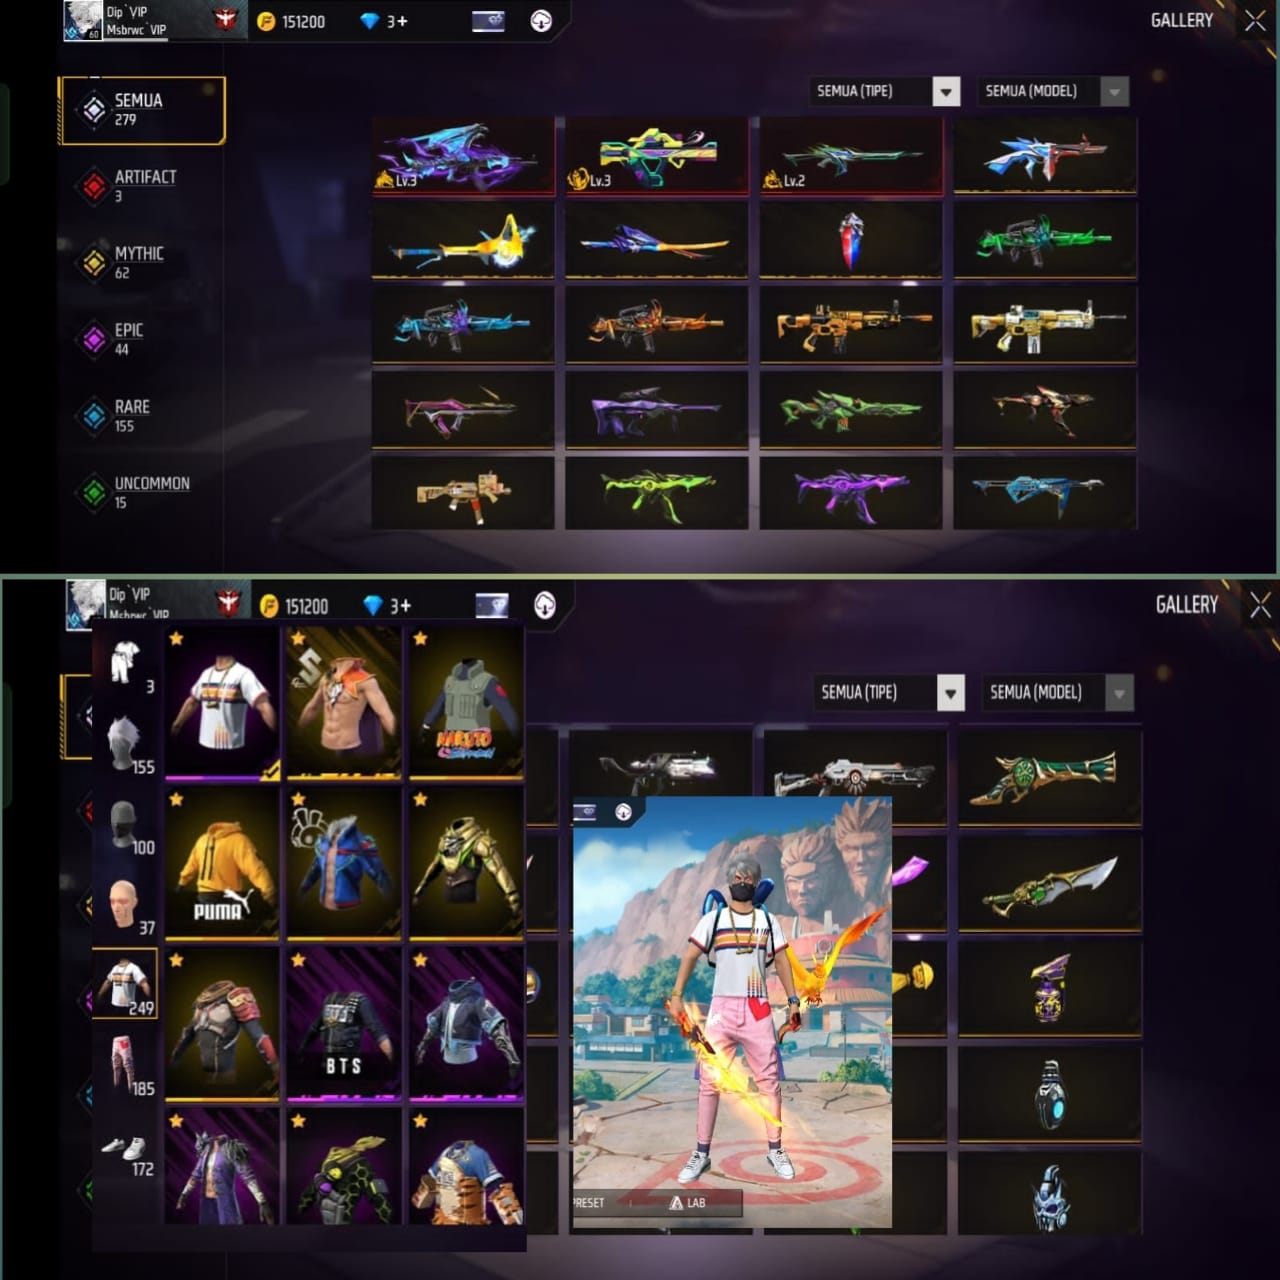 Dip`VIP
Msbrwc`VIP
60
151200
3+
GALLERY
SEMUA
279
SEMUA (TIPE)
SEMUA (MODEL)
ARTIFACT
3
MYTHIC
62
EPIC
44
RARE
155
UNCOMMON
15
Lv.3
Lv.3
Lv.2
Dip`VIP
Msbrwc`VIP
151200
3+
GALLERY
SEMUA (TIPE)
SEMUA (MODEL)
3
155
100
37
249
185
172
NARUTO
SHIPPUDEN
PUMA
BTS
PRESET
LAB